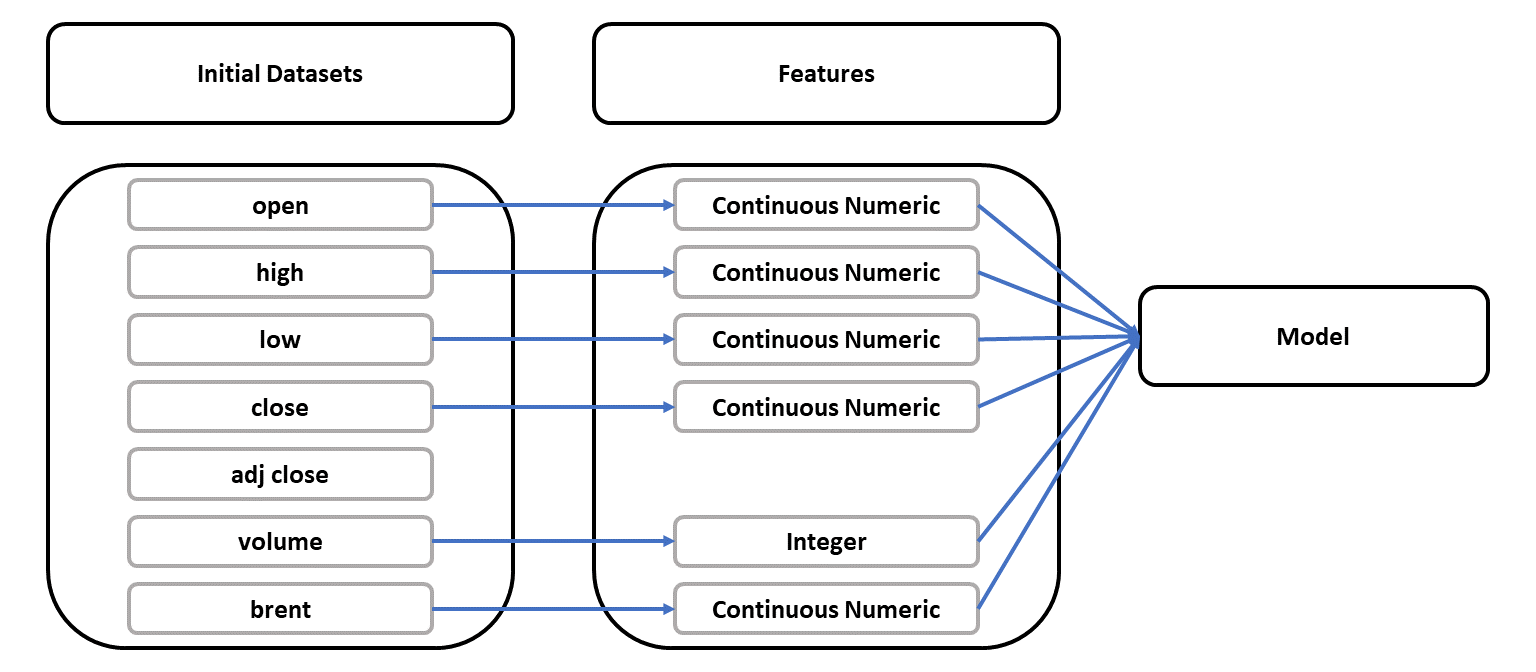 Initial Datasets
Features
open
Continuous Numeric
high
Continuous Numeric
low
Continuous Numeric
close
Continuous Numeric
adj close
volume
Integer
brent
Continuous Numeric
Model